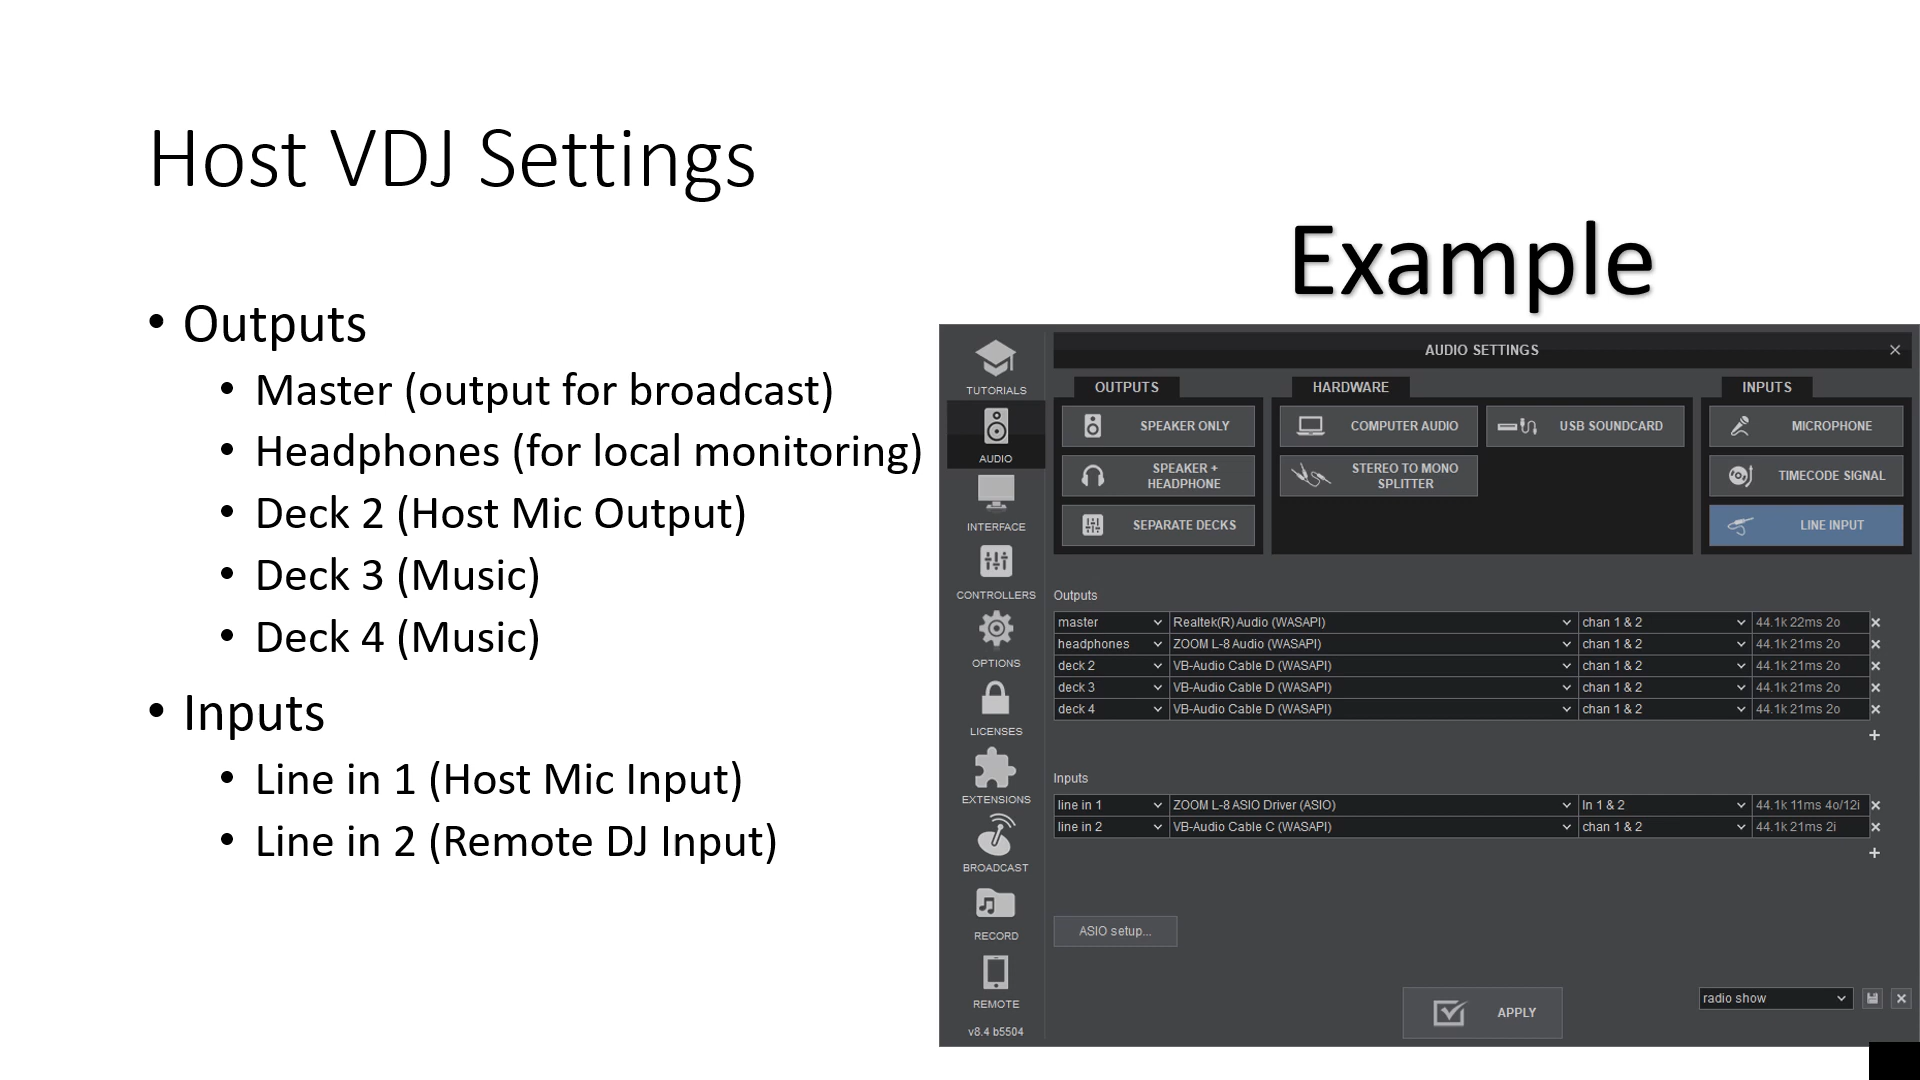 Host VDJ Settings
Example
• Outputs
• Master (output for broadcast)
• Headphones (for local monitoring)
• Deck 2 (Host Mic Output)
• Deck 3 (Music)
• Deck 4 (Music)
• Inputs
• Line in 1 (Host Mic Input)
• Line in 2 (Remote DJ Input)
TUTORIALS
AUDIO
INTERFACE
CONTROLLERS
OPTIONS
LICENSES
EXTENSIONS
BROADCAST
RECORD
REMOTE
v8.4 b5504
AUDIO SETTINGS
OUTPUTS
SPEAKER ONLY
SPEAKER +
HEADPHONE
SEPARATE DECKS
HARDWARE
COMPUTER AUDIO
USB SOUNDCARD
STEREO TO MONO
SPLITTER
INPUTS
MICROPHONE
TIMECODE SIGNAL
LINE INPUT
Outputs
master Realtek(R) Audio (WASAPI) chan 1 & 2 44.1k 22ms 2o
headphones ZOOM L-8 Audio (WASAPI) chan 1 & 2 44.1k 21ms 2o
deck 2 VB-Audio Cable D (WASAPI) chan 1 & 2 44.1k 21ms 2o
deck 3 VB-Audio Cable D (WASAPI) chan 1 & 2 44.1k 21ms 2o
deck 4 VB-Audio Cable D (WASAPI) chan 1 & 2 44.1k 21ms 2o
Inputs
line in 1 ZOOM L-8 ASIO Driver (ASIO) In 1 & 2 44.1k 11ms 4o/12i
line in 2 VB-Audio Cable C (WASAPI) chan 1 & 2 44.1k 21ms 2i
ASIO setup...
APPLY
radio show